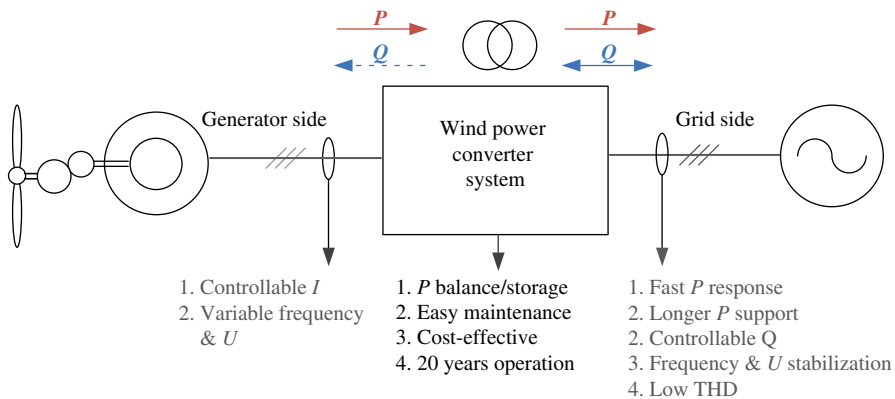 P
P
Q
Q
Generator side
Wind power
converter
system
Grid side
1. Controllable I
2. Variable frequency
& U
1. P balance/storage
2. Easy maintenance
3. Cost-effective
4. 20 years operation
1. Fast P response
2. Longer P support
2. Controllable Q
3. Frequency & U stabilization
4. Low THD